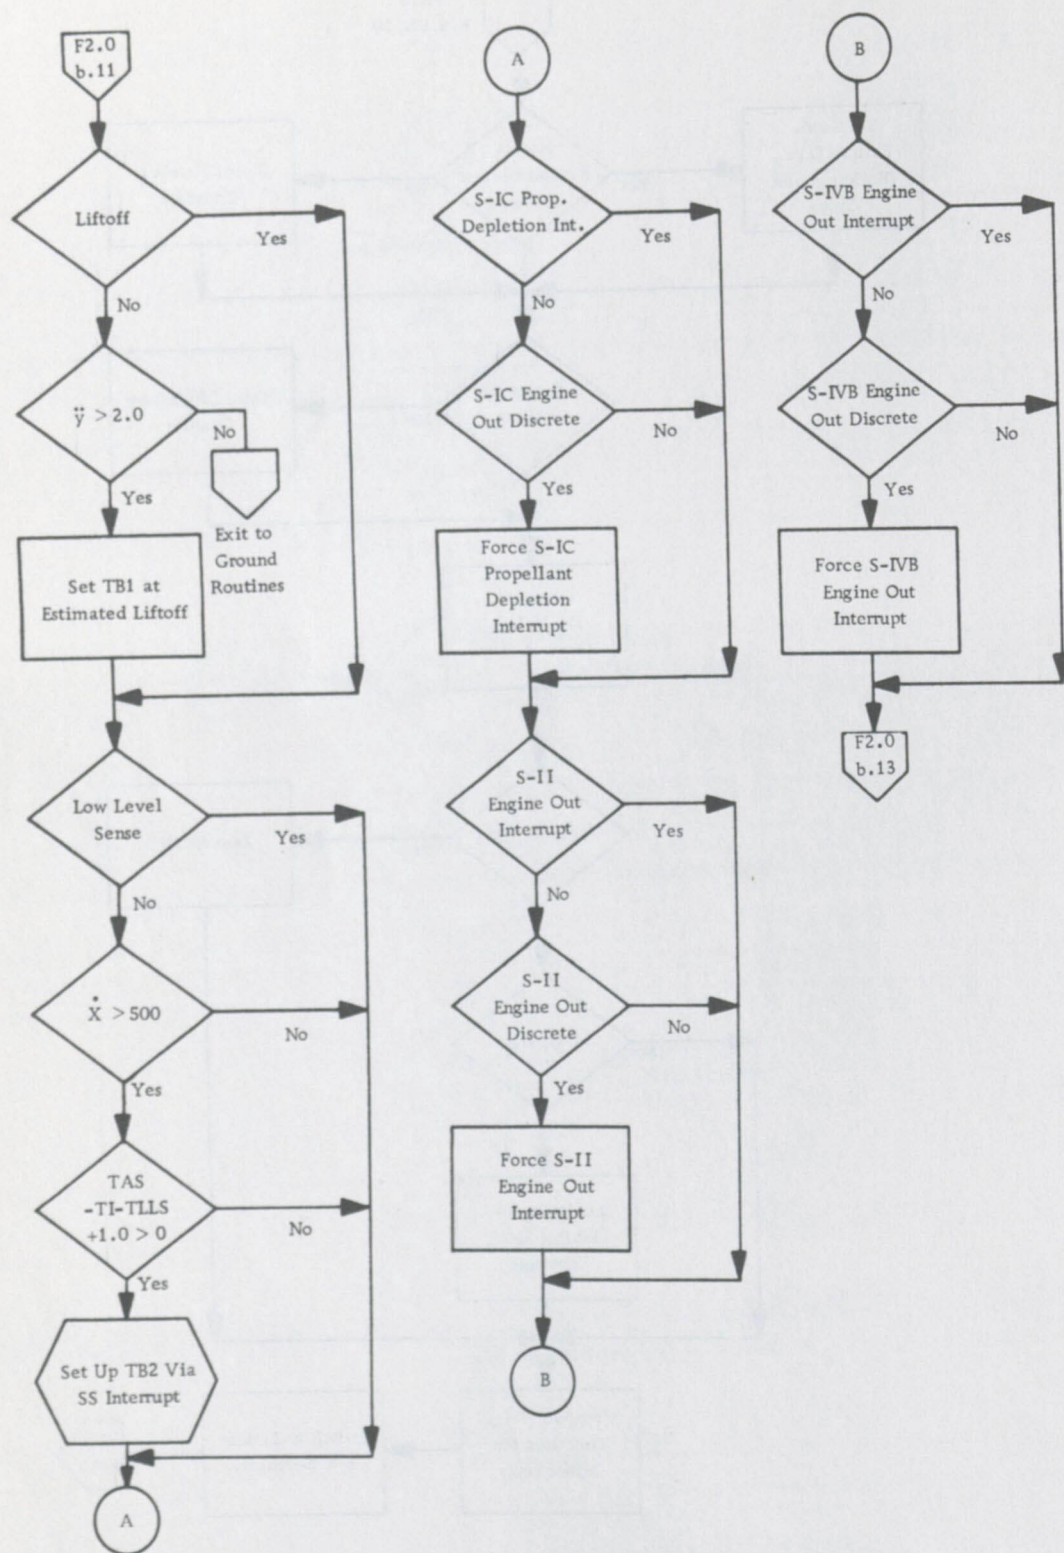 F2.0
b.11
Liftoff
Yes
No
ÿ > 2.0
No
Yes
Exit to
Ground
Routines
Set TB1 at
Estimated Liftoff
Low Level
Sense
Yes
No
Ẋ > 500
No
Yes
TAS
-TI-TLLS
+1.0 > 0
No
Yes
Set Up TB2 Via
SS Interrupt
A
A
S-IC Prop.
Depletion Int.
Yes
No
S-IC Engine
Out Discrete
No
Yes
Force S-IC
Propellant
Depletion
Interrupt
S-II
Engine Out
Interrupt
Yes
No
S-II
Engine Out
Discrete
No
Yes
Force S-II
Engine Out
Interrupt
B
B
S-IVB Engine
Out Interrupt
Yes
No
S-IVB Engine
Out Discrete
No
Yes
Force S-IVB
Engine Out
Interrupt
F2.0
b.13